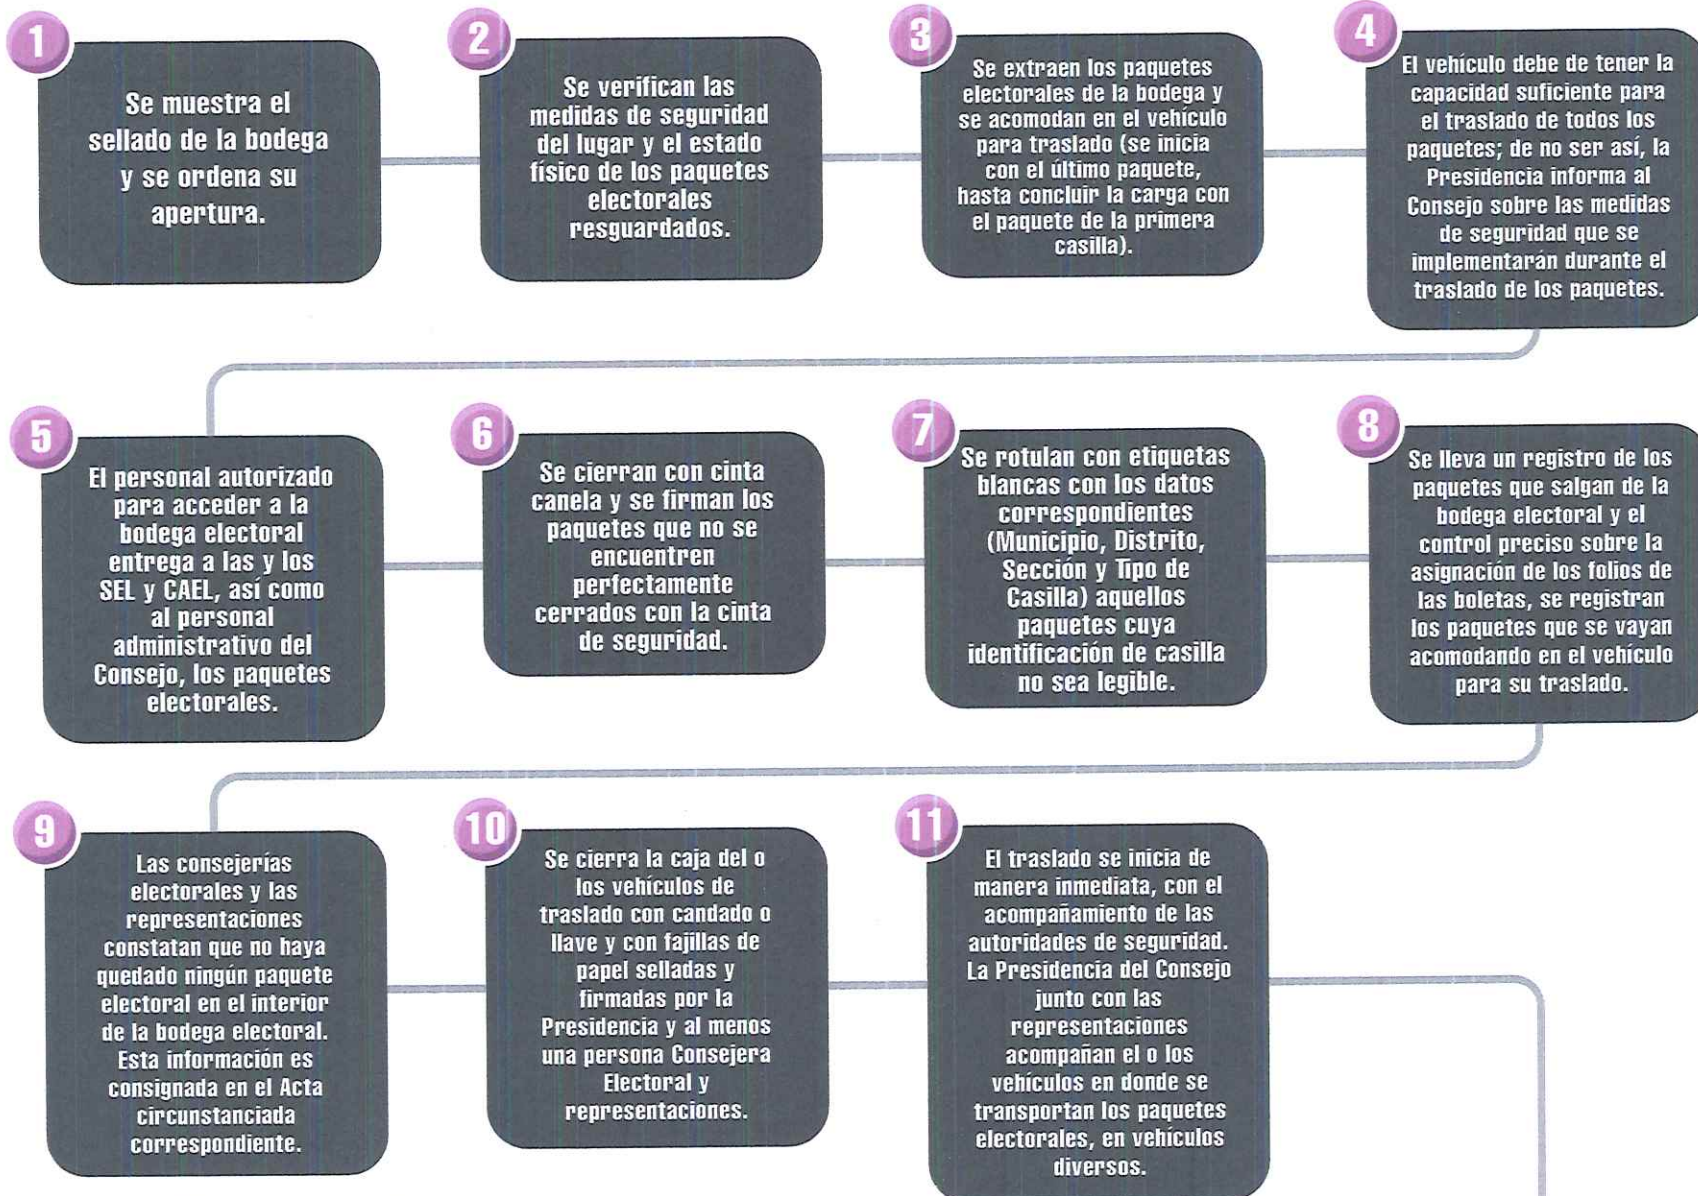 1
Se muestra el
sellado de la bodega
y se ordena su
apertura.
2
Se verifican las
medidas de seguridad
del lugar y el estado
físico de los paquetes
electorales
resguardados.
3
Se extraen los paquetes
electorales de la bodega y
se acomodan en el vehículo
para traslado (se inicia
con el último paquete,
hasta concluir la carga con
el paquete de la primera
casilla).
4
El vehículo debe de tener la
capacidad suficiente para
el traslado de todos los
paquetes; de no ser así, la
Presidencia informa al
Consejo sobre las medidas
de seguridad que se
implementarán durante el
traslado de los paquetes.
5
El personal autorizado
para acceder a la
bodega electoral
entrega a las y los
SEL y CAEL, así como
al personal
administrativo del
Consejo, los paquetes
electorales.
6
Se cierran con cinta
canela y se firman los
paquetes que no se
encuentren
perfectamente
cerrados con la cinta
de seguridad.
7
Se rotulan con etiquetas
blancas con los datos
correspondientes
(Municipio, Distrito,
Sección y Tipo de
Casilla) aquellos
paquetes cuya
identificación de casilla
no sea legible.
8
Se lleva un registro de los
paquetes que salgan de la
bodega electoral y el
control preciso sobre la
asignación de los folios de
las boletas, se registran
los paquetes que se vayan
acomodando en el vehículo
para su traslado.
9
Las consejerías
electorales y las
representaciones
constatan que no haya
quedado ningún paquete
electoral en el interior
de la bodega electoral.
Esta información es
consignada en el Acta
circunstanciada
correspondiente.
10
Se cierra la caja del o
los vehículos de
traslado con candado o
llave y con fajillas de
papel selladas y
firmadas por la
Presidencia y al menos
una persona Consejera
Electoral y
representaciones.
11
El traslado se inicia de
manera inmediata, con el
acompañamiento de las
autoridades de seguridad.
La Presidencia del Consejo
junto con las
representaciones
acompañan el o los
vehículos en donde se
transportan los paquetes
electorales, en vehículos
diversos.